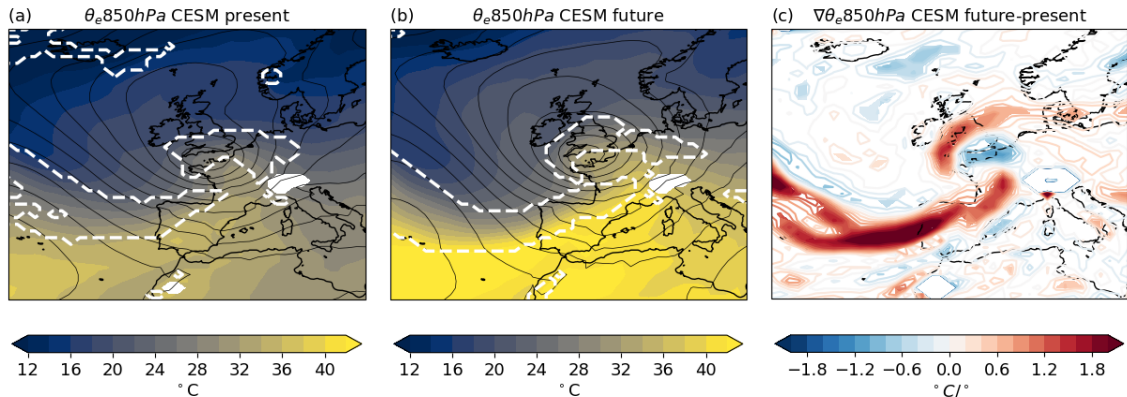 (a) θₑ850hPa CESM present
(b) θₑ850hPa CESM future
(c) ∇θₑ850hPa CESM future-present
12 16 20 24 28 32 36 40
°C
12 16 20 24 28 32 36 40
°C
−1.8 −1.2 −0.6 0.0 0.6 1.2 1.8
°C/°